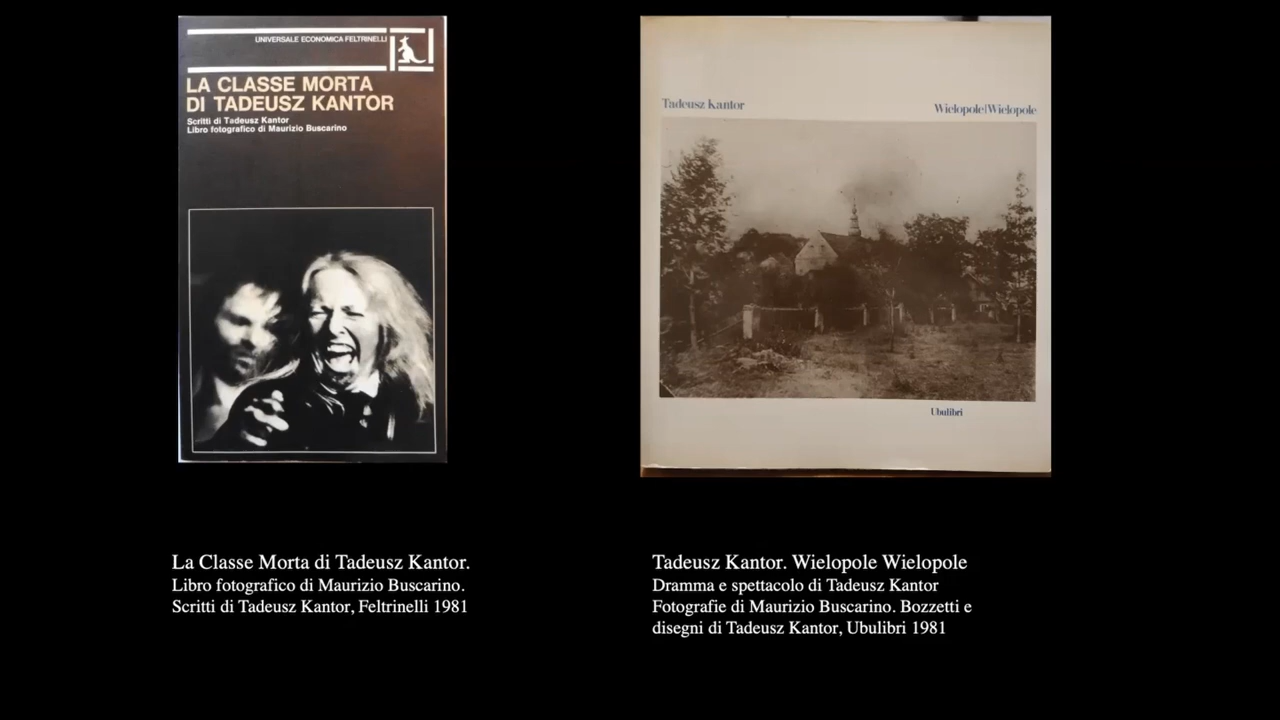 UNIVERSALE ECONOMICA FELTRINELLI
LA CLASSE MORTA
DI TADEUSZ KANTOR
Scritti di Tadeusz Kantor
Libro fotografico di Maurizio Buscarino
Tadeusz Kantor
Wielopole/Wielopole
Ubulibri
La Classe Morta di Tadeusz Kantor.
Libro fotografico di Maurizio Buscarino.
Scritti di Tadeusz Kantor, Feltrinelli 1981
Tadeusz Kantor. Wielopole Wielopole
Dramma e spettacolo di Tadeusz Kantor
Fotografie di Maurizio Buscarino. Bozzetti e
disegni di Tadeusz Kantor, Ubulibri 1981